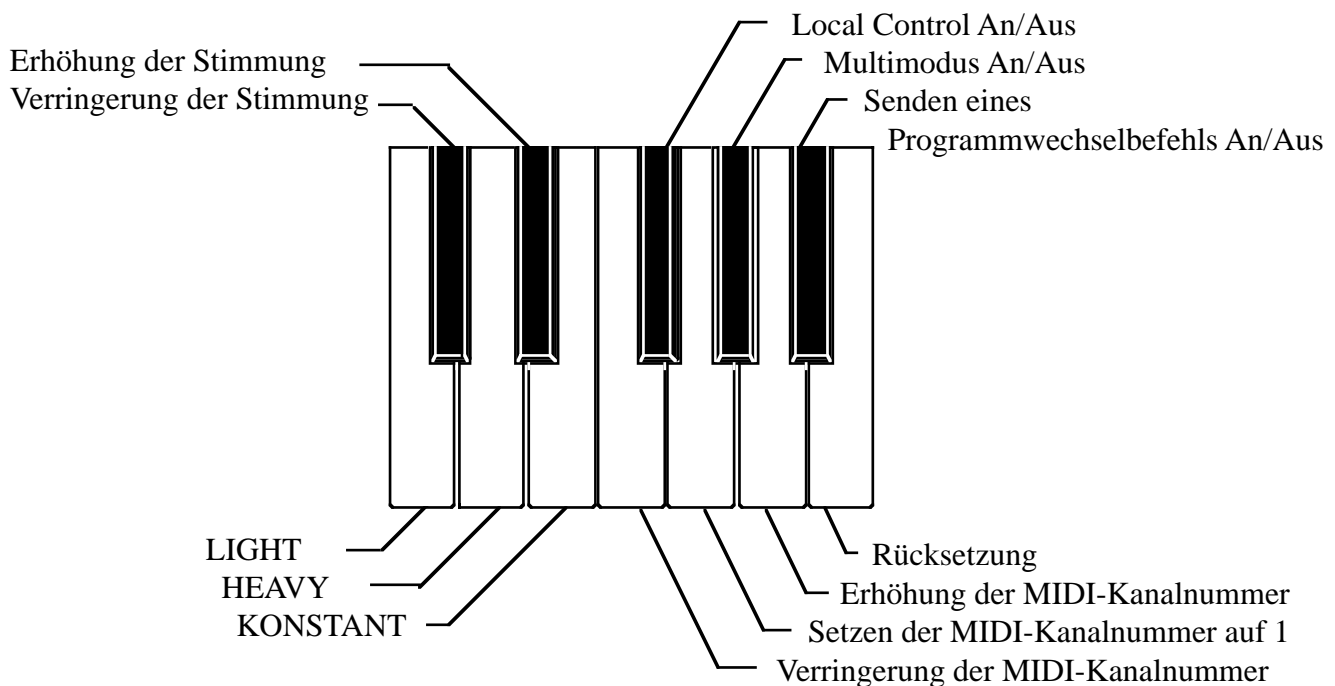 Local Control An/Aus
Erhöhung der Stimmung
Multimodus An/Aus
Verringerung der Stimmung
Senden eines
Programmwechselbefehls An/Aus
LIGHT
Rücksetzung
HEAVY
Erhöhung der MIDI-Kanalnummer
KONSTANT
Setzen der MIDI-Kanalnummer auf 1
Verringerung der MIDI-Kanalnummer